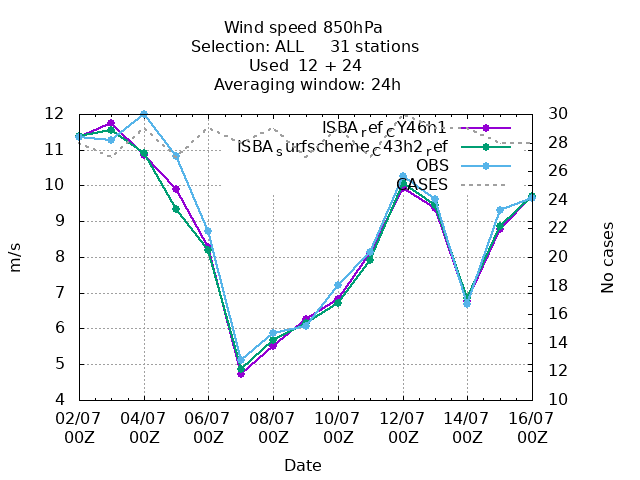 Wind speed 850hPa
Selection: ALL 31 stations
Used 12 + 24
Averaging window: 24h
ISBA_ref_CY46h1
ISBA_surfscheme_C43h2_ref
OBS
CASES
12
11
10
9
8
7
6
5
4
30
28
26
24
22
20
18
16
14
12
10
m/s
No cases
02/07 04/07 06/07 08/07 10/07 12/07 14/07 16/07
00Z 00Z 00Z 00Z 00Z 00Z 00Z 00Z
Date